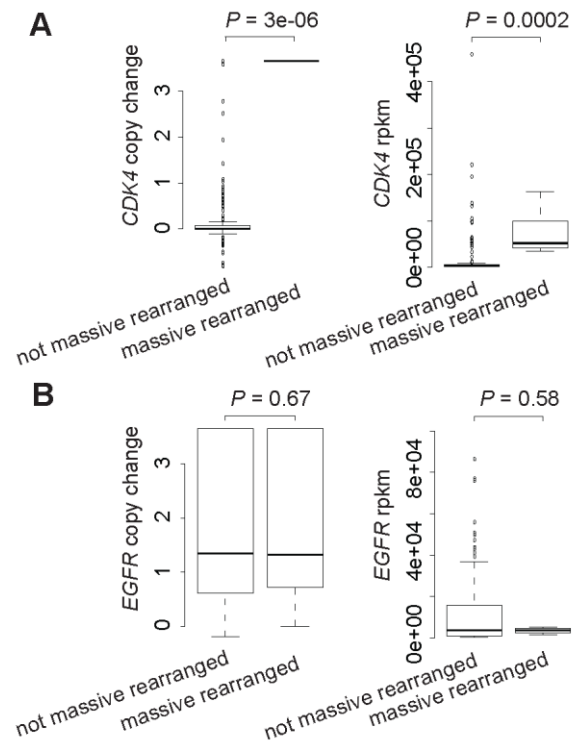 A
P = 3e-06
P = 0.0002
CDK4 copy change
0 1 2 3
CDK4 rpkm
0e+00 2e+05 4e+05
not massive rearranged
massive rearranged
not massive rearranged
massive rearranged
B
P = 0.67
P = 0.58
EGFR copy change
0 1 2 3
EGFR rpkm
0e+00 4e+04 8e+04
not massive rearranged
massive rearranged
not massive rearranged
massive rearranged